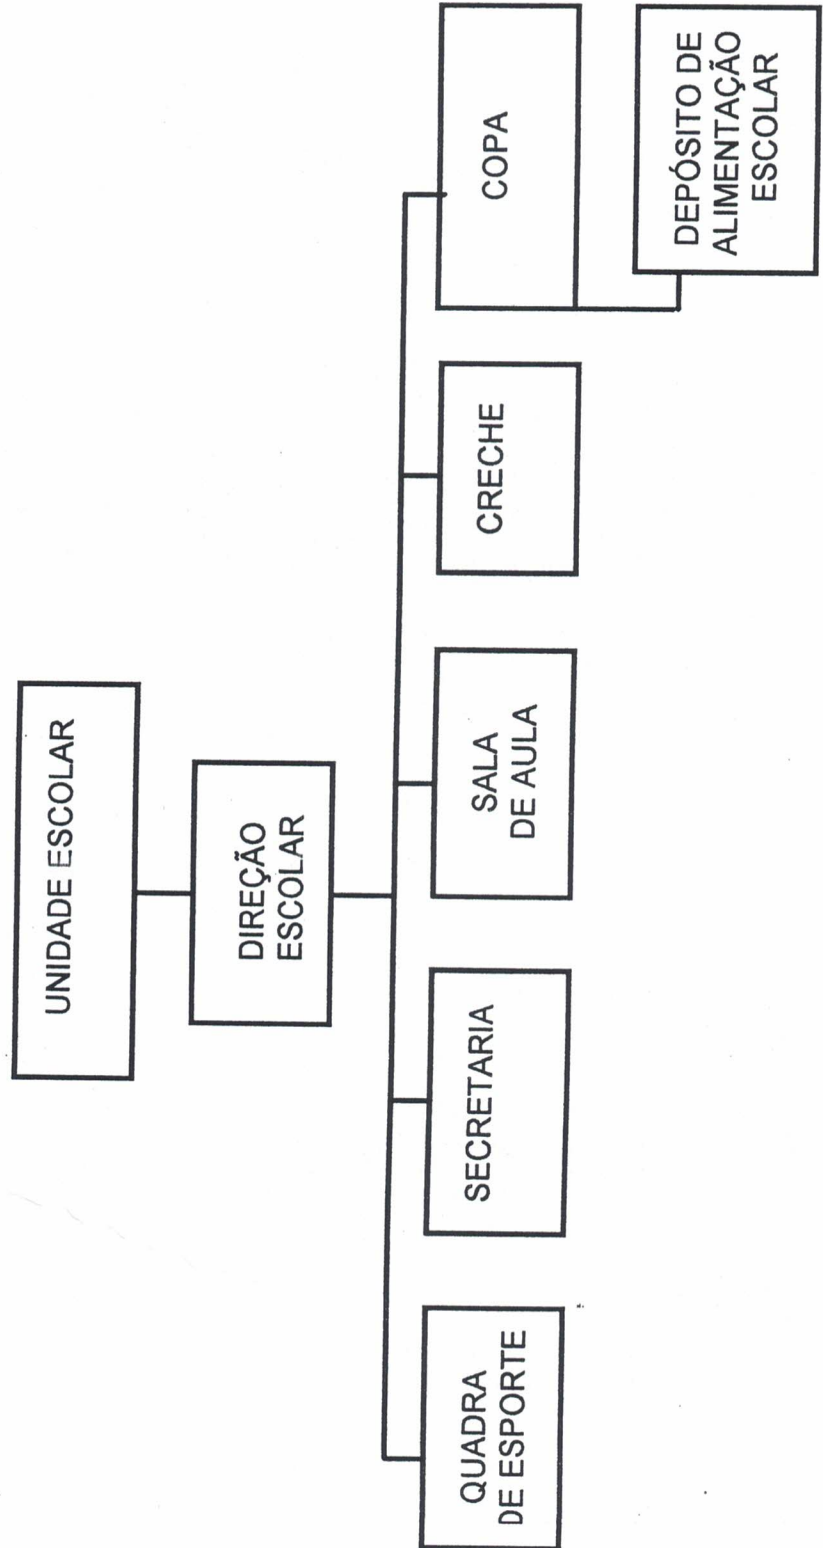 UNIDADE ESCOLAR
DIREÇÃO
ESCOLAR
QUADRA
DE ESPORTE
SECRETARIA
SALA
DE AULA
CRECHE
COPA
DEPÓSITO DE
ALIMENTAÇÃO
ESCOLAR